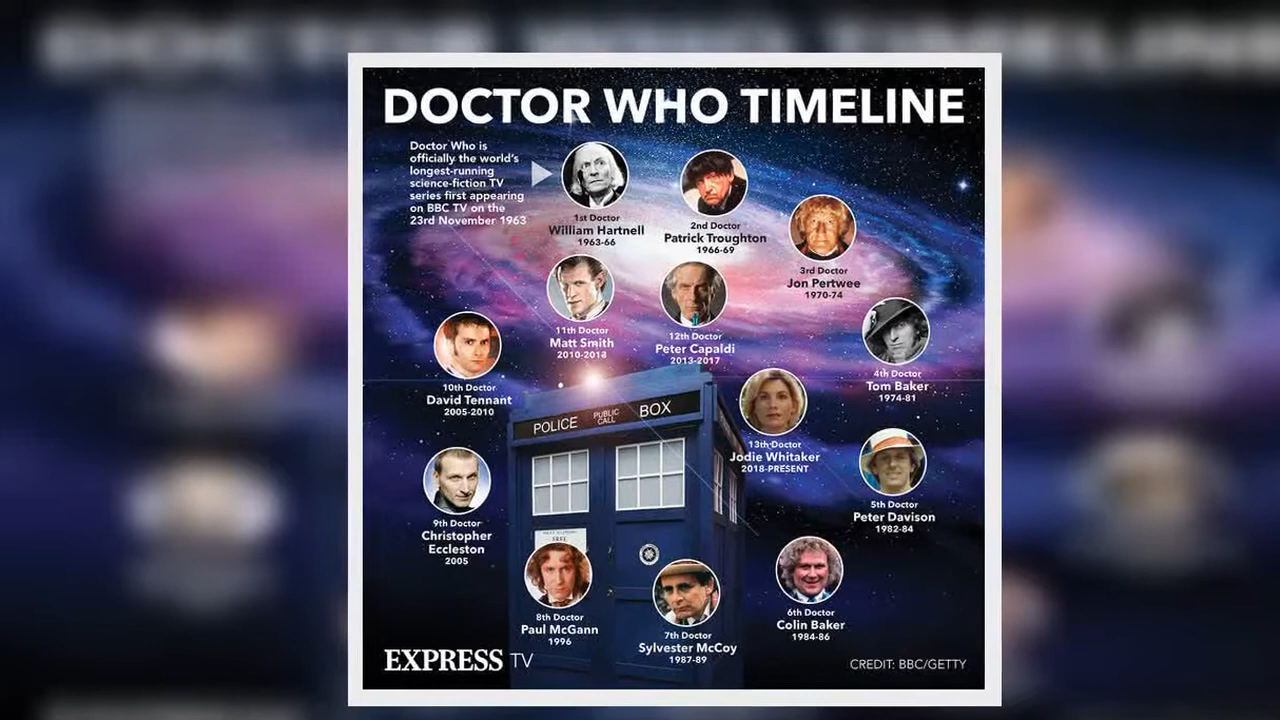 DOCTOR WHO TIMELINE
Doctor Who is
officially the world's
longest-running
science-fiction TV
series first appearing
on BBC TV on the
23rd November 1963
1st Doctor
William Hartnell
1963-66
2nd Doctor
Patrick Troughton
1966-69
3rd Doctor
Jon Pertwee
1970-74
4th Doctor
Tom Baker
1974-81
5th Doctor
Peter Davison
1982-84
6th Doctor
Colin Baker
1984-86
7th Doctor
Sylvester McCoy
1987-89
8th Doctor
Paul McGann
1996
9th Doctor
Christopher
Eccleston
2005
10th Doctor
David Tennant
2005-2010
11th Doctor
Matt Smith
2010-2013
12th Doctor
Peter Capaldi
2013-2017
13th Doctor
Jodie Whitaker
2018-PRESENT
POLICE PUBLIC CALL BOX
FREE
EXPRESS TV
CREDIT: BBC/GETTY